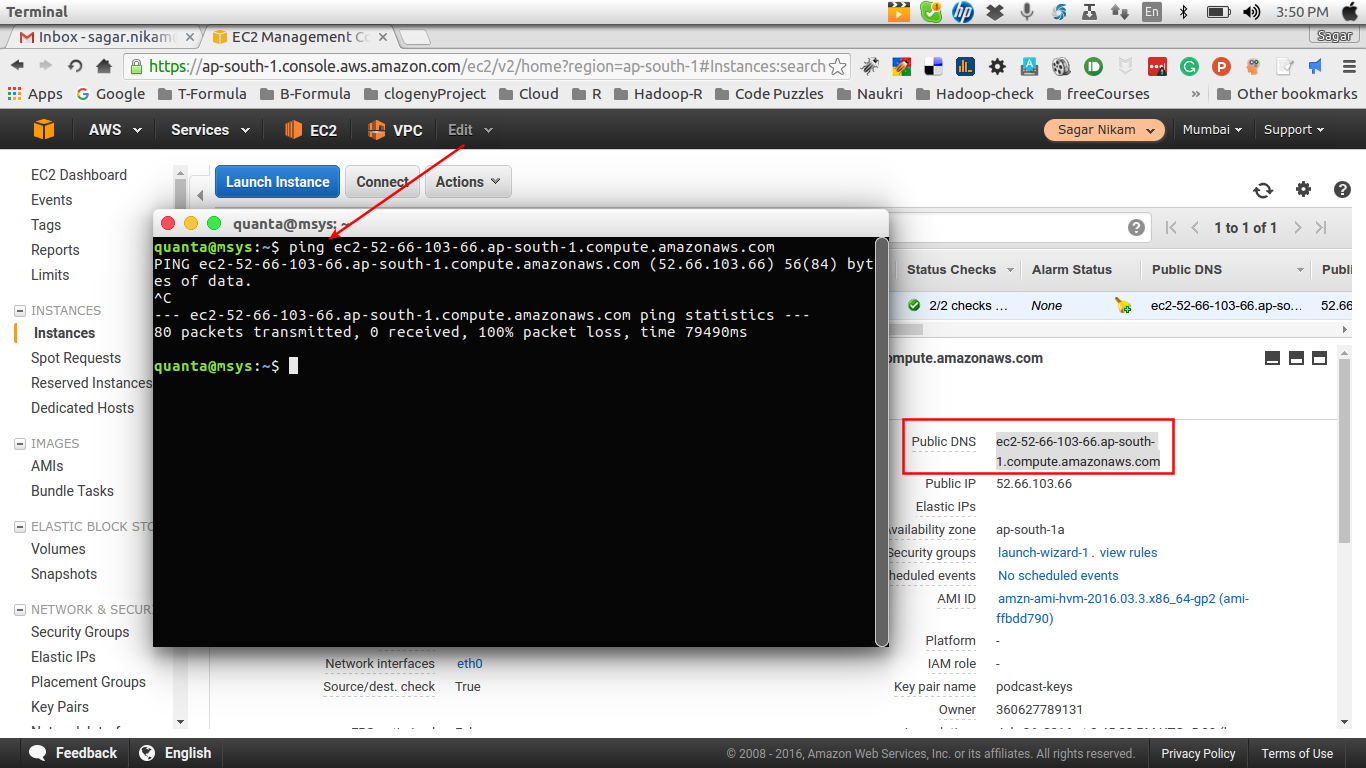 Terminal
En
3:50 PM
Inbox - sagar.nikam
EC2 Management Co
Sagar
https://ap-south-1.console.aws.amazon.com/ec2/v2/home?region=ap-south-1#Instances:search
Apps
Google
T-Formula
B-Formula
clogenyProject
Cloud
R
Hadoop-R
Code Puzzles
Naukri
Hadoop-check
freeCourses
»
Other bookmarks
AWS
Services
EC2
VPC
Edit
Sagar Nikam
Mumbai
Support
EC2 Dashboard
Events
Tags
Reports
Limits
INSTANCES
Instances
Spot Requests
Reserved Instances
Dedicated Hosts
IMAGES
AMIs
Bundle Tasks
ELASTIC BLOCK STO
Volumes
Snapshots
NETWORK & SECUR
Security Groups
Elastic IPs
Placement Groups
Key Pairs
Launch Instance
Connect
Actions
1 to 1 of 1
quanta@msys: ~
quanta@msys:~$ ping ec2-52-66-103-66.ap-south-1.compute.amazonaws.com
PING ec2-52-66-103-66.ap-south-1.compute.amazonaws.com (52.66.103.66) 56(84) byt
es of data.
^C
--- ec2-52-66-103-66.ap-south-1.compute.amazonaws.com ping statistics ---
80 packets transmitted, 0 received, 100% packet loss, time 79490ms
quanta@msys:~$
Status Checks
Alarm Status
Public DNS
Publi
2/2 checks ...
None
ec2-52-66-103-66.ap-so...
52.66
ompute.amazonaws.com
Public DNS
ec2-52-66-103-66.ap-south-
1.compute.amazonaws.com
Public IP
52.66.103.66
Elastic IPs
Availability zone
ap-south-1a
Security groups
launch-wizard-1. view rules
heduled events
No scheduled events
AMI ID
amzn-ami-hvm-2016.03.3.x86_64-gp2 (ami-
ffbdd790)
Platform
-
IAM role
-
Key pair name
podcast-keys
Owner
360627789131
Network interfaces
eth0
Source/dest. check
True
Feedback
English
© 2008 - 2016, Amazon Web Services, Inc. or its affiliates. All rights reserved.
Privacy Policy
Terms of Use